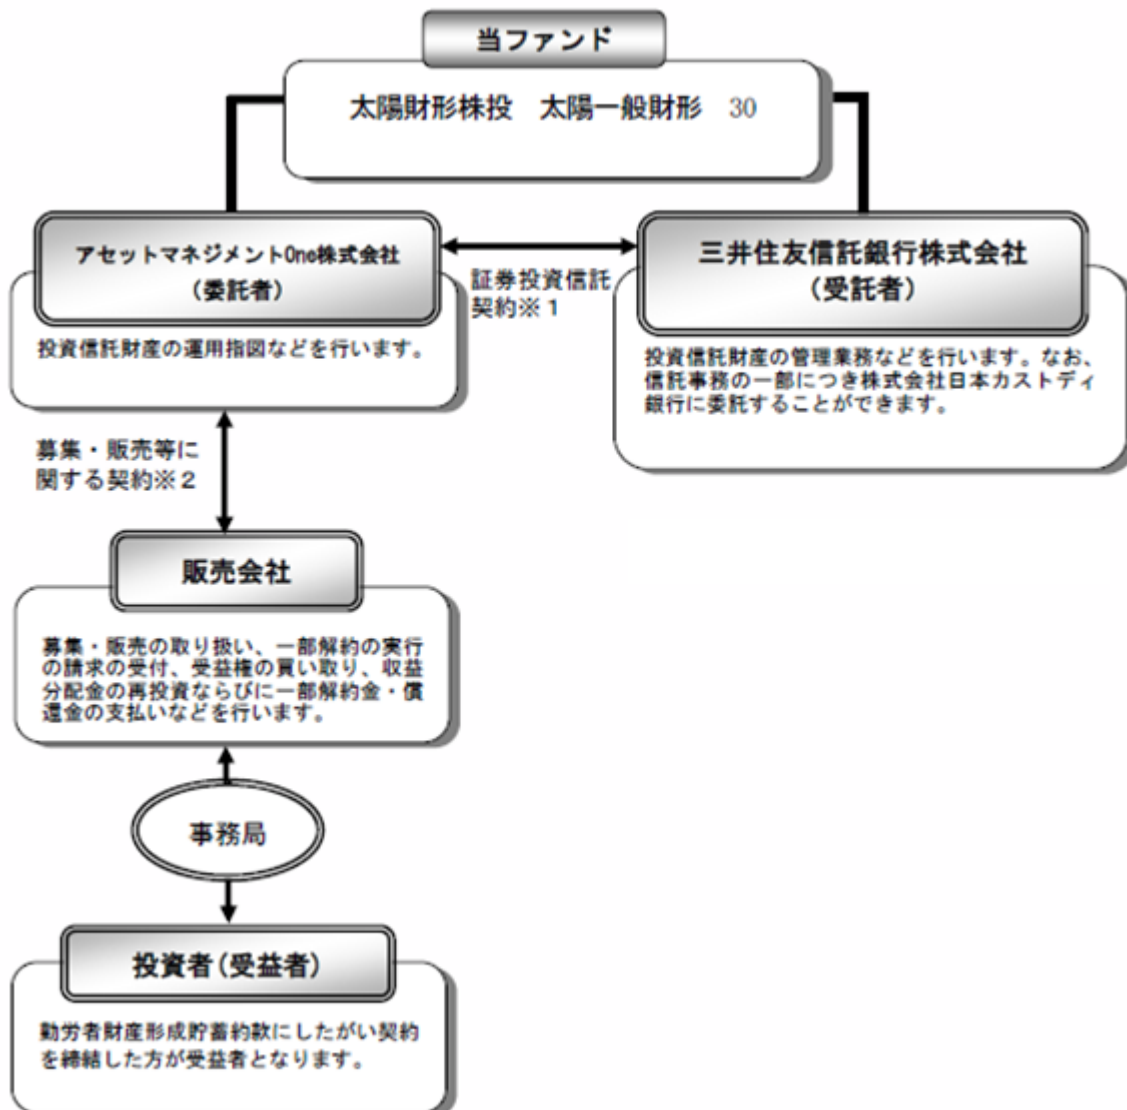 当ファンド
太陽財形株投　太陽一般財形　30
アセットマネジメントOne株式会社
（委託者）
投資信託財産の運用指図などを行います。
証券投資信託
契約※１
三井住友信託銀行株式会社
（受託者）
投資信託財産の管理業務などを行います。なお、
信託事務の一部につき株式会社日本カストディ
銀行に委託することができます。
募集・販売等に
関する契約※２
販売会社
募集・販売の取り扱い、一部解約の実行
の請求の受付、受益権の買い取り、収益
分配金の再投資ならびに一部解約金・償
還金の支払いなどを行います。
事務局
投資者(受益者)
勤労者財産形成貯蓄約款にしたがい契約
を締結した方が受益者となります。